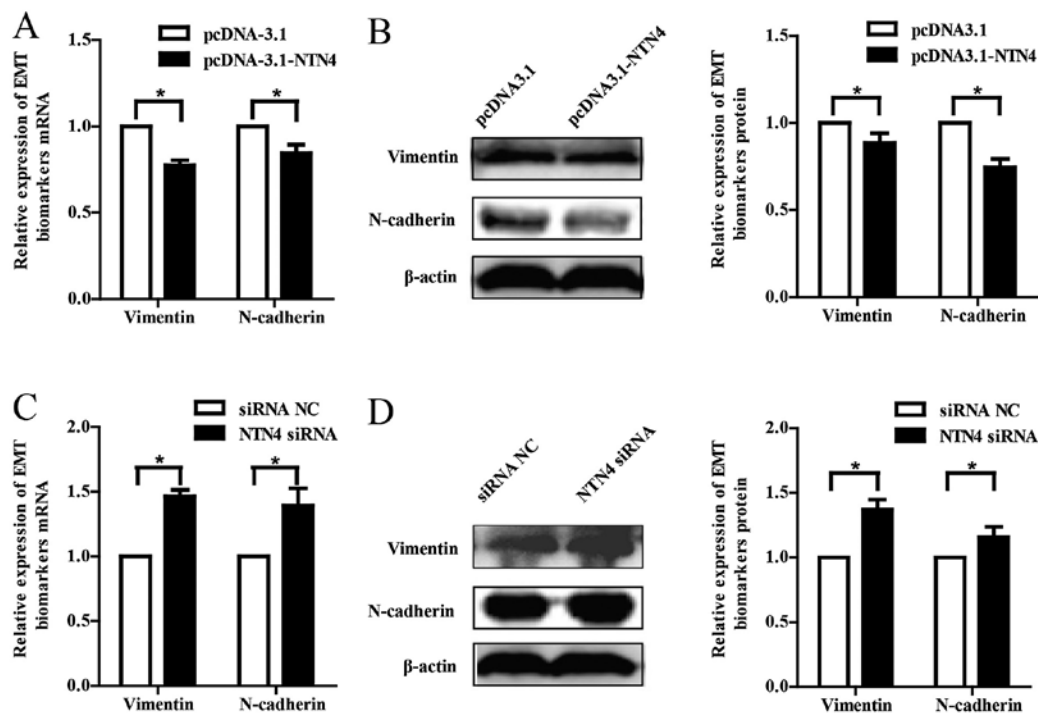 A
Relative expression of EMT
biomarkers mRNA
1.5
1.0
0.5
0.0
pcDNA-3.1
pcDNA-3.1-NTN4
*
*
Vimentin
N-cadherin
B
pcDNA3.1
pcDNA3.1-NTN4
Vimentin
N-cadherin
β-actin
Relative expression of EMT
biomarkers protein
1.5
1.0
0.5
0.0
pcDNA3.1
pcDNA3.1-NTN4
*
*
Vimentin
N-cadherin
C
Relative expression of EMT
biomarkers mRNA
2.0
1.5
1.0
0.5
0.0
siRNA NC
NTN4 siRNA
*
*
Vimentin
N-cadherin
D
siRNA NC
NTN4 siRNA
Vimentin
N-cadherin
β-actin
Relative expression of EMT
biomarkers protein
2.0
1.5
1.0
0.5
0.0
siRNA NC
NTN4 siRNA
*
*
Vimentin
N-cadherin